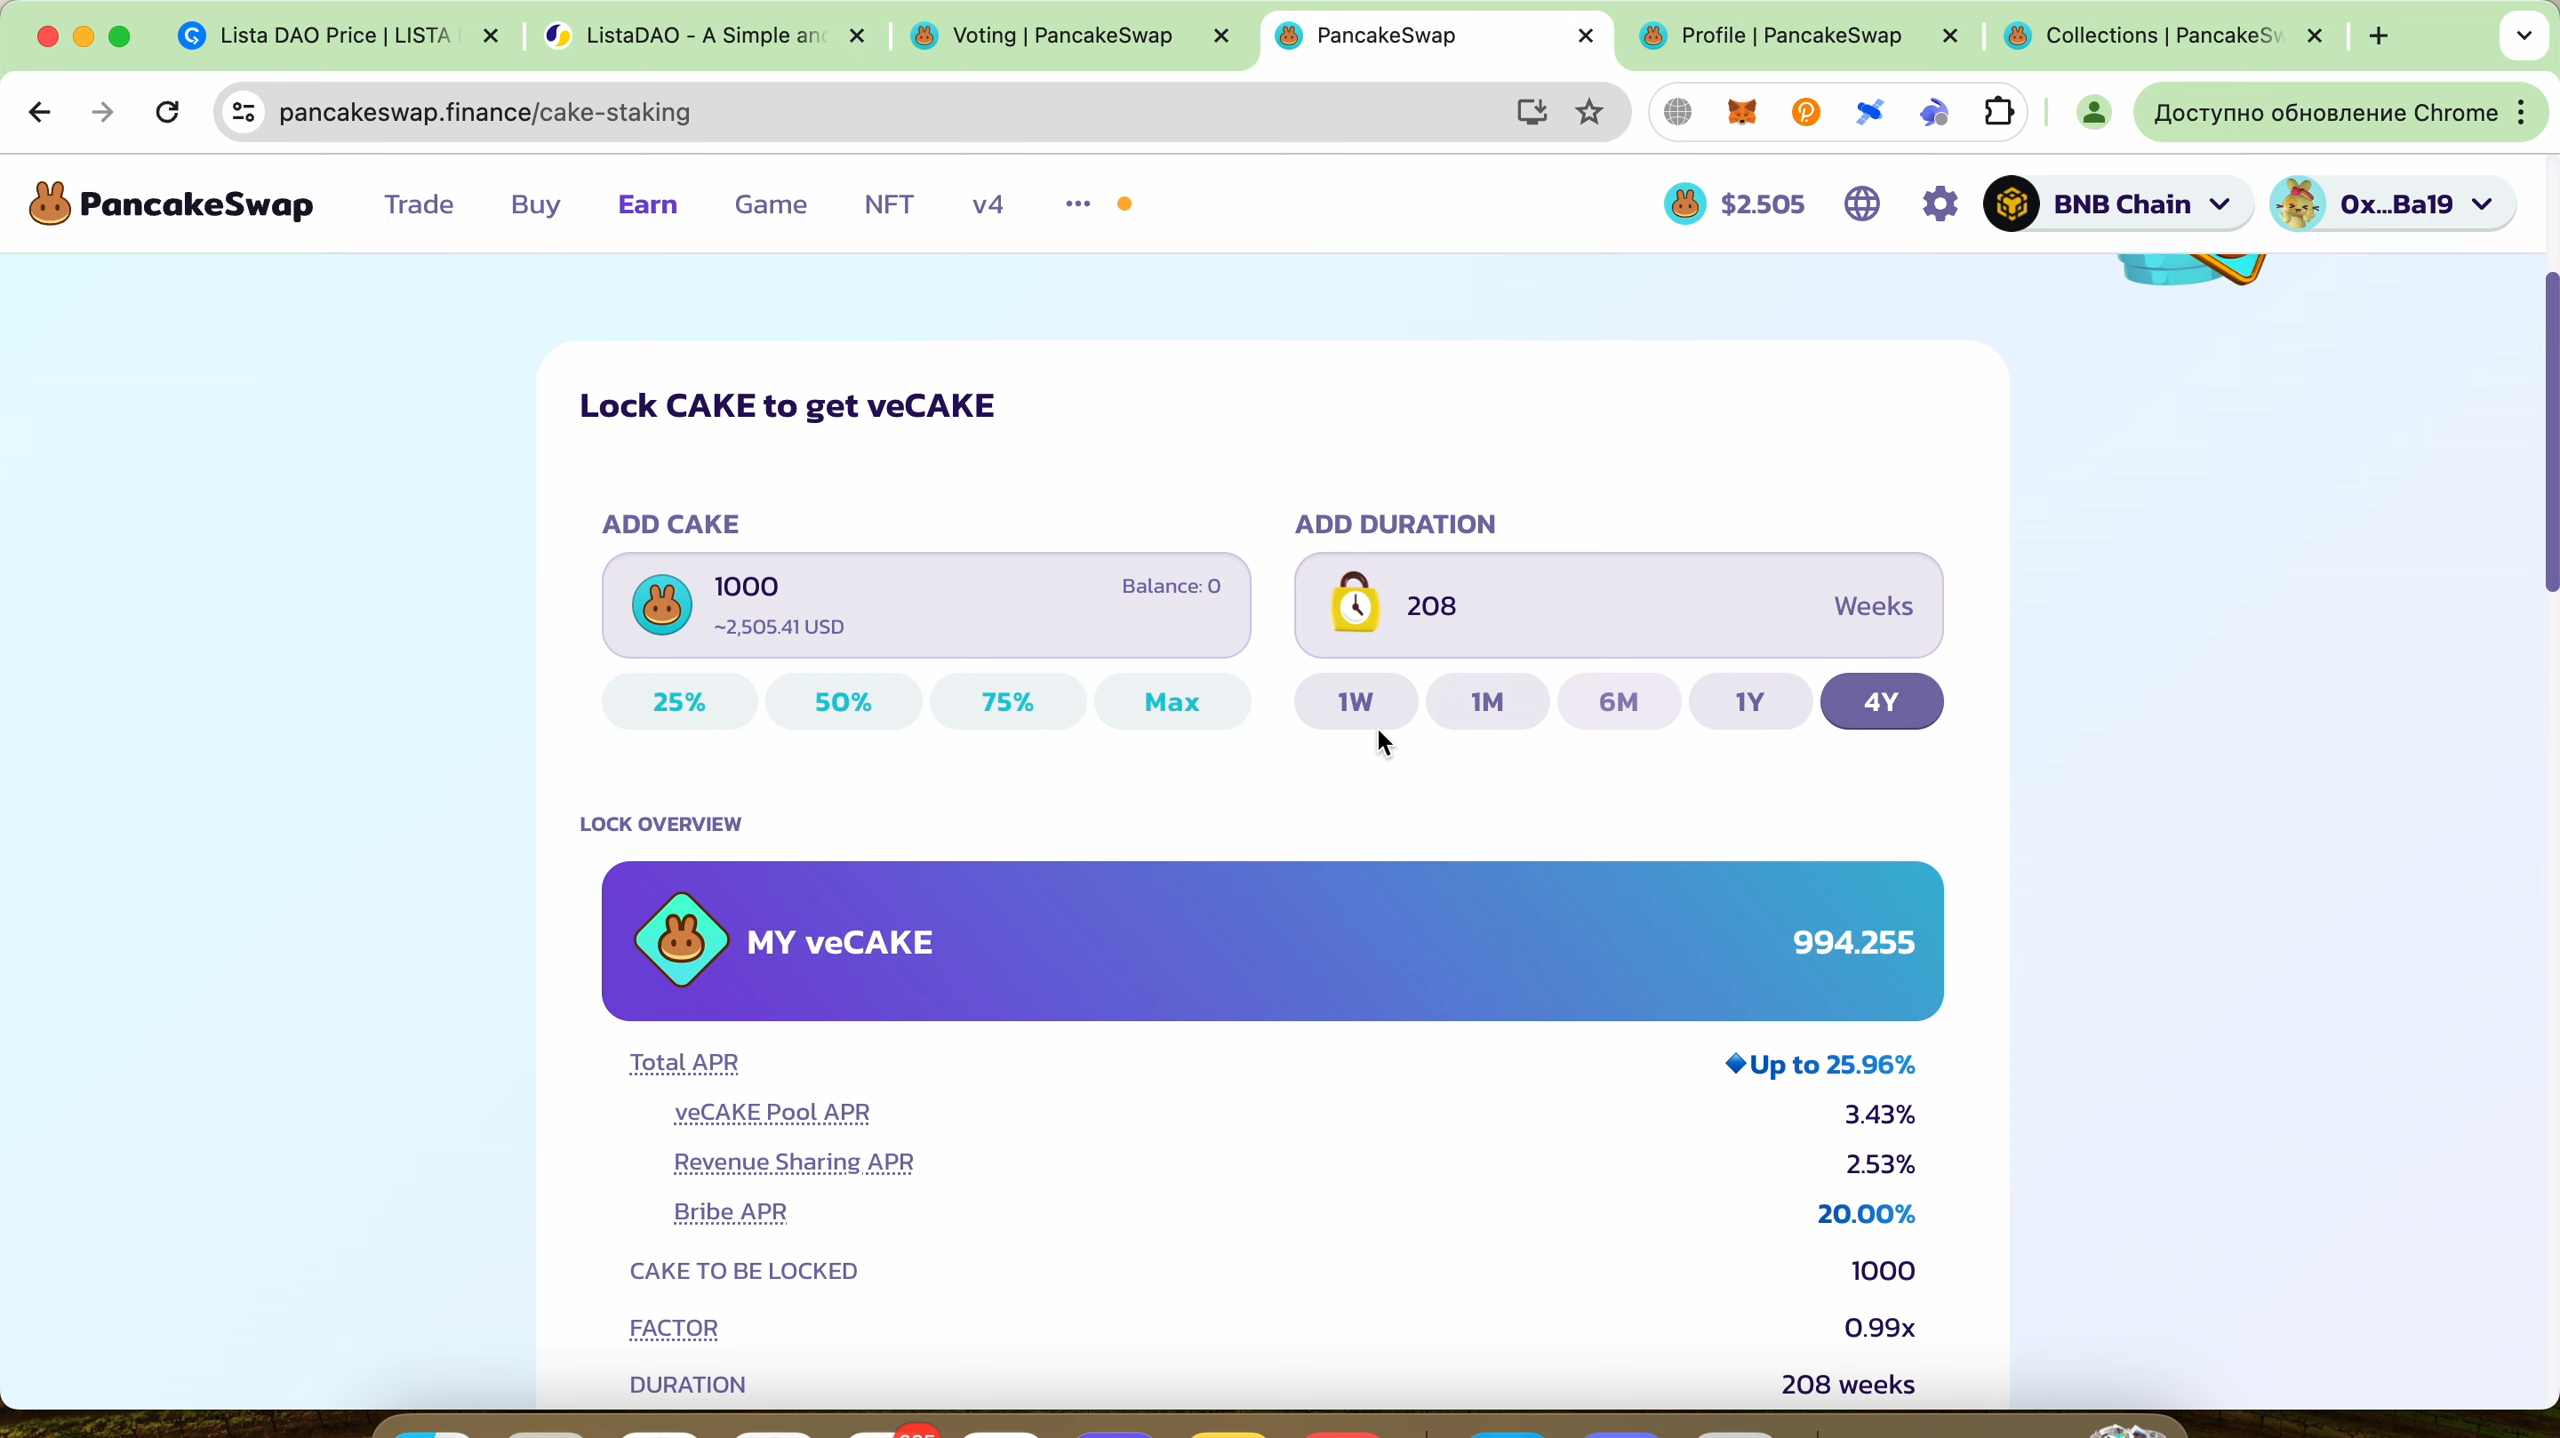 Lista DAO Price | LISTA
ListaDAO - A Simple an
Voting | PancakeSwap
PancakeSwap
Profile | PancakeSwap
Collections | PancakeSw
pancakeswap.finance/cake-staking
Доступно обновление Chrome
PancakeSwap
Trade
Buy
Earn
Game
NFT
v4
$2.505
BNB Chain
0x...Ba19
Lock CAKE to get veCAKE
ADD CAKE
ADD DURATION
1000
Balance: 0
~2,505.41 USD
208
Weeks
25%
50%
75%
Max
1W
1M
6M
1Y
4Y
LOCK OVERVIEW
MY veCAKE
994.255
Total APR
Up to 25.96%
veCAKE Pool APR
3.43%
Revenue Sharing APR
2.53%
Bribe APR
20.00%
CAKE TO BE LOCKED
1000
FACTOR
0.99x
DURATION
208 weeks